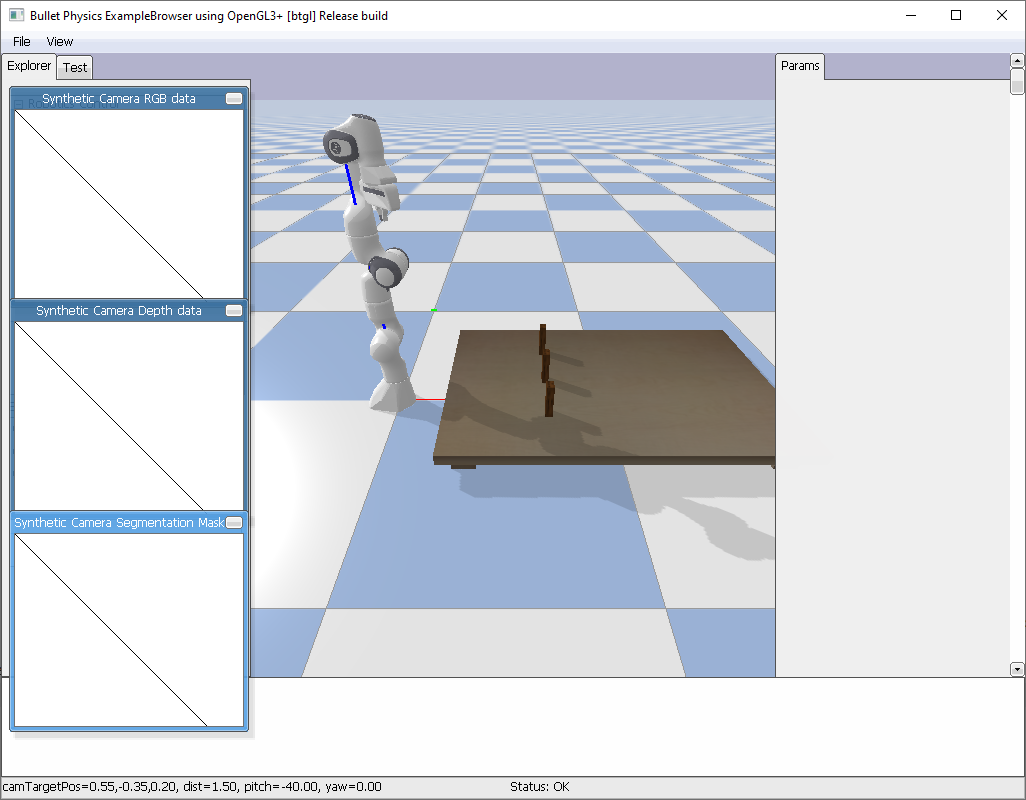 Bullet Physics ExampleBrowser using OpenGL3+ [btgl] Release build
File View
Explorer Test Params
Synthetic Camera RGB data
Synthetic Camera Depth data
Synthetic Camera Segmentation Mask
camTargetPos=0.55,-0.35,0.20, dist=1.50, pitch=-40.00, yaw=0.00 Status: OK